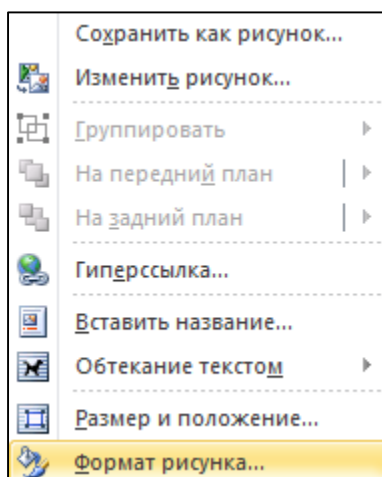 Сохранить как рисунок...
Изменить рисунок...
Группировать
На передний план
На задний план
Гиперссылка...
Вставить название...
Обтекание текстом
Размер и положение...
Формат рисунка...